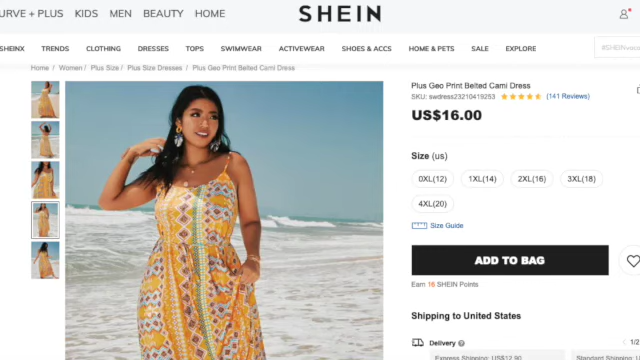 URVE + PLUS KIDS MEN BEAUTY HOME
SHEIN
SHEINX TRENDS CLOTHING DRESSES TOPS SWIMWEAR ACTIVEWEAR SHOES & ACCS HOME & PETS SALE EXPLORE
Home / Women / Plus Size / Plus Size Dresses / Plus Geo Print Belted Cami Dress
Plus Geo Print Belted Cami Dress
SKU: swdress23210419253 (141 Reviews)
US$16.00
Size (us)
0XL(12) 1XL(14) 2XL(16) 3XL(18)
4XL(20)
Size Guide
ADD TO BAG
Earn 16 SHEIN Points
Shipping to United States
Delivery ? 1/2
Express Shipping: US$12.90 Standard Shipping: